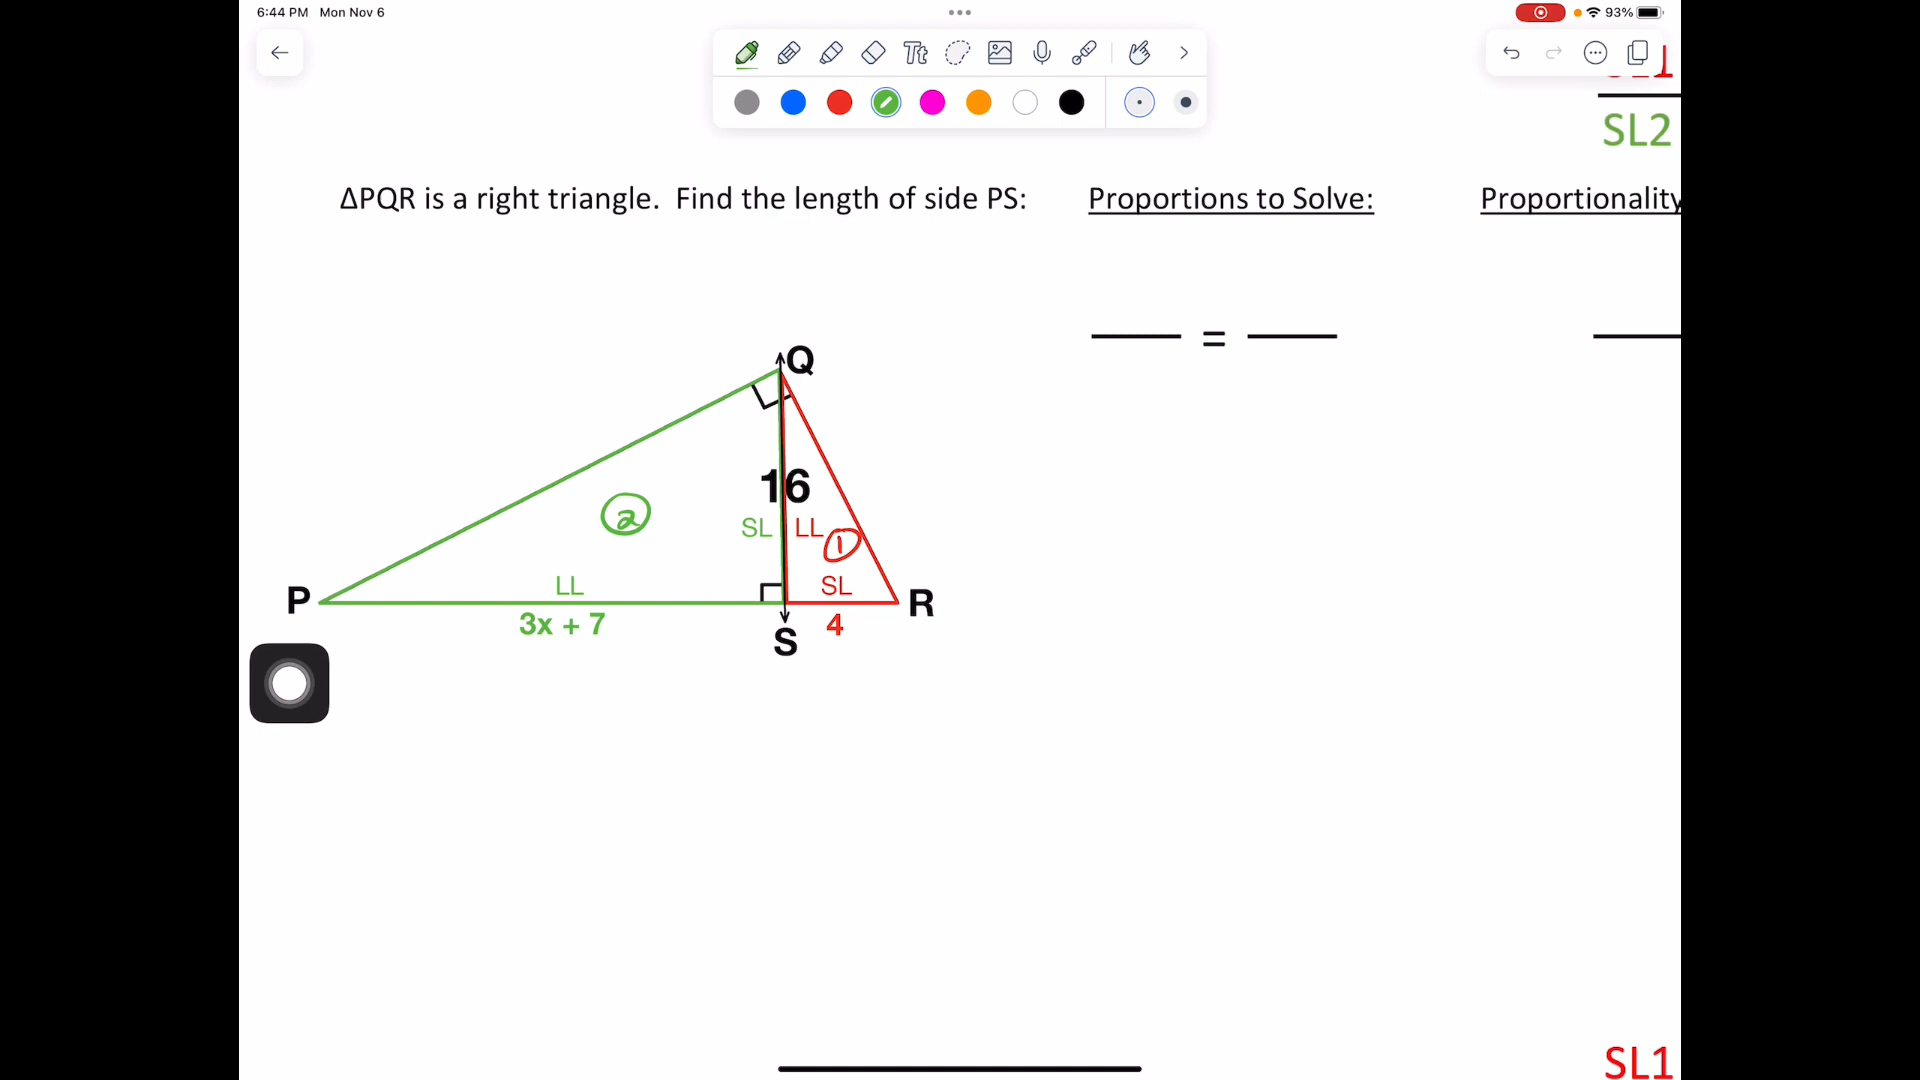 6:44 PM Mon Nov 6
93%
Tt
SL2
ΔPQR is a right triangle. Find the length of side PS:
Proportions to Solve:
Proportionality
=
Q
16
2
SL
LL
1
P
LL
SL
R
3x + 7
4
S
SL1